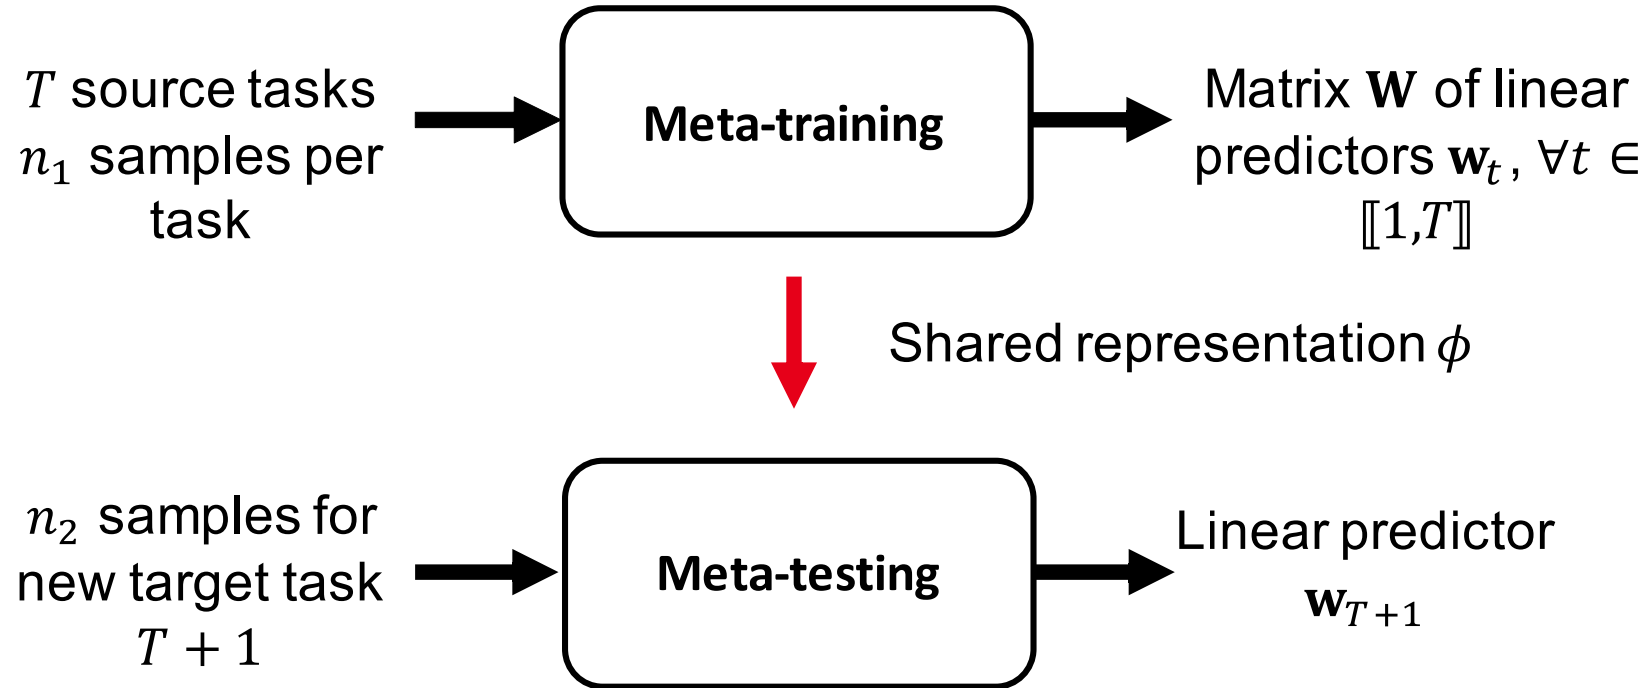 T source tasks
n₁ samples per
task
Meta-training
Matrix W of linear
predictors wₜ, ∀t ∈
⟦1,T⟧
Shared representation ϕ
n₂ samples for
new target task
T + 1
Meta-testing
Linear predictor
w_{T+1}